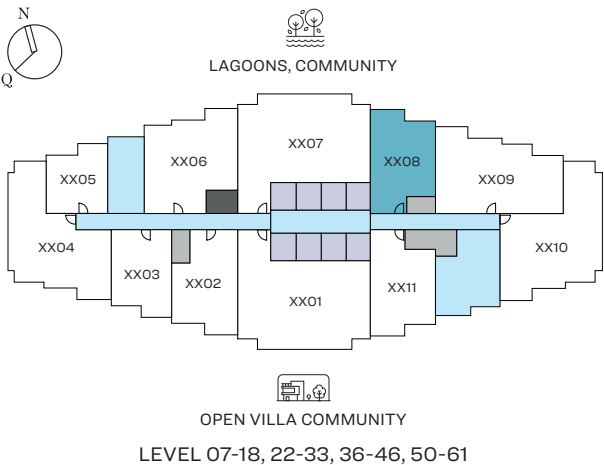 N
Q
LAGOONS, COMMUNITY
XX07
XX06
XX08
XX05
XX09
XX04
XX10
XX03
XX02
XX01
XX11
OPEN VILLA COMMUNITY
LEVEL 07-18, 22-33, 36-46, 50-61